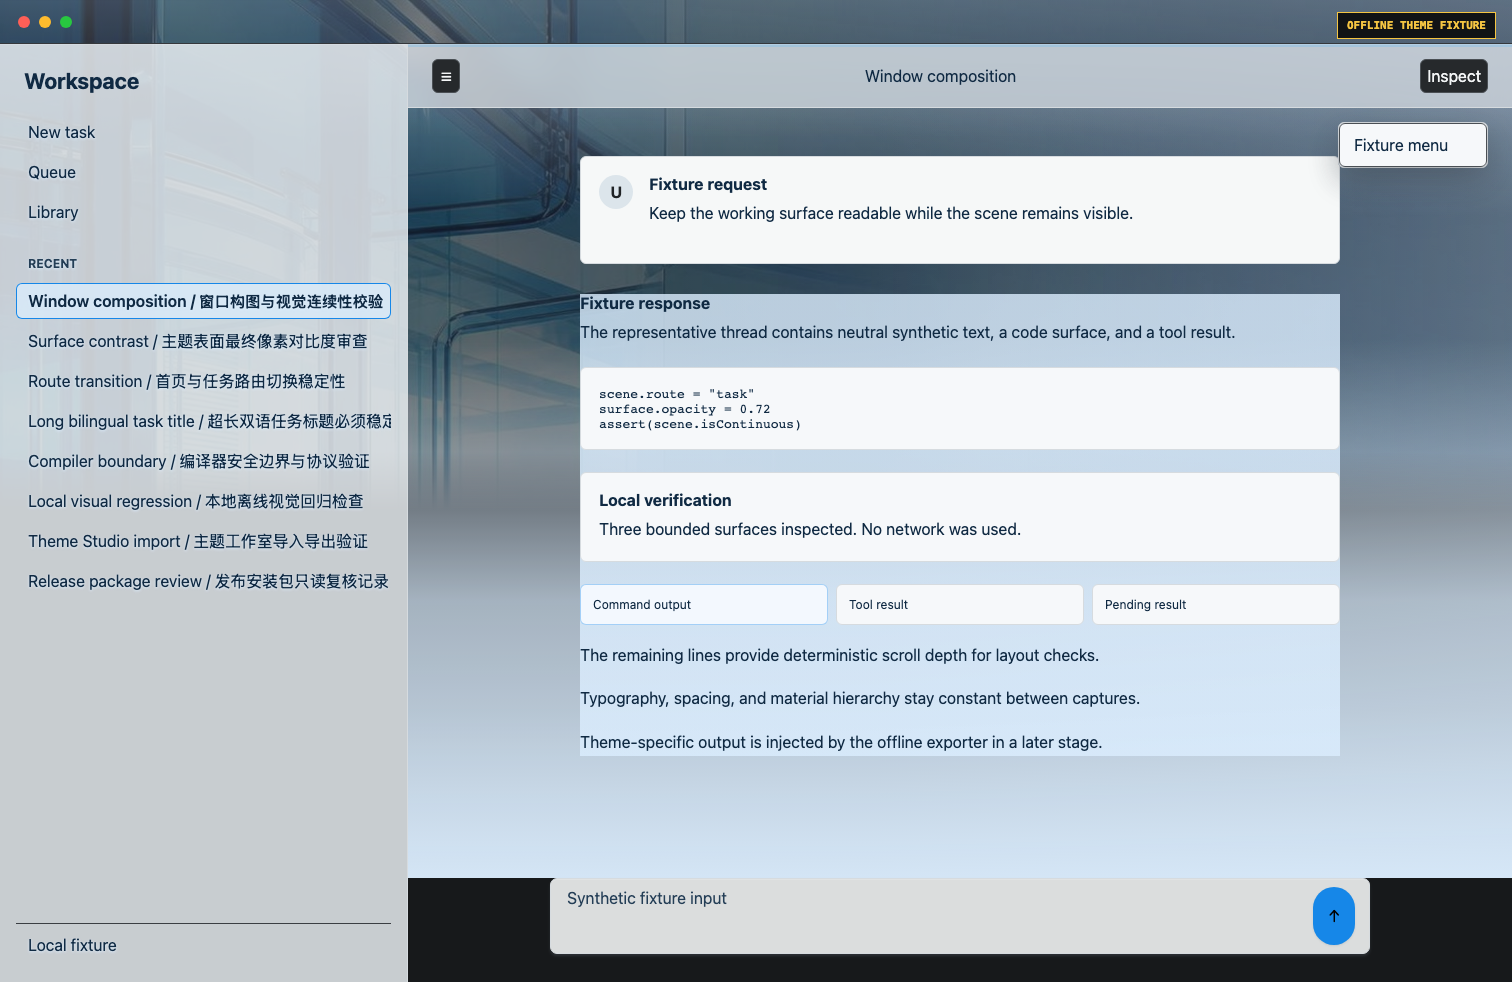 OFFLINE THEME FIXTURE
Workspace
New task
Queue
Library
RECENT
Window composition / 窗口构图与视觉连续性校验
Surface contrast / 主题表面最终像素对比度审查
Route transition / 首页与任务路由切换稳定性
Long bilingual task title / 超长双语任务标题必须稳定
Compiler boundary / 编译器安全边界与协议验证
Local visual regression / 本地离线视觉回归检查
Theme Studio import / 主题工作室导入导出验证
Release package review / 发布安装包只读复核记录
Local fixture
Window composition
Inspect
Fixture menu
U
Fixture request
Keep the working surface readable while the scene remains visible.
Fixture response
The representative thread contains neutral synthetic text, a code surface, and a tool result.
scene.route = "task"
surface.opacity = 0.72
assert(scene.isContinuous)
Local verification
Three bounded surfaces inspected. No network was used.
Command output
Tool result
Pending result
The remaining lines provide deterministic scroll depth for layout checks.
Typography, spacing, and material hierarchy stay constant between captures.
Theme-specific output is injected by the offline exporter in a later stage.
Synthetic fixture input